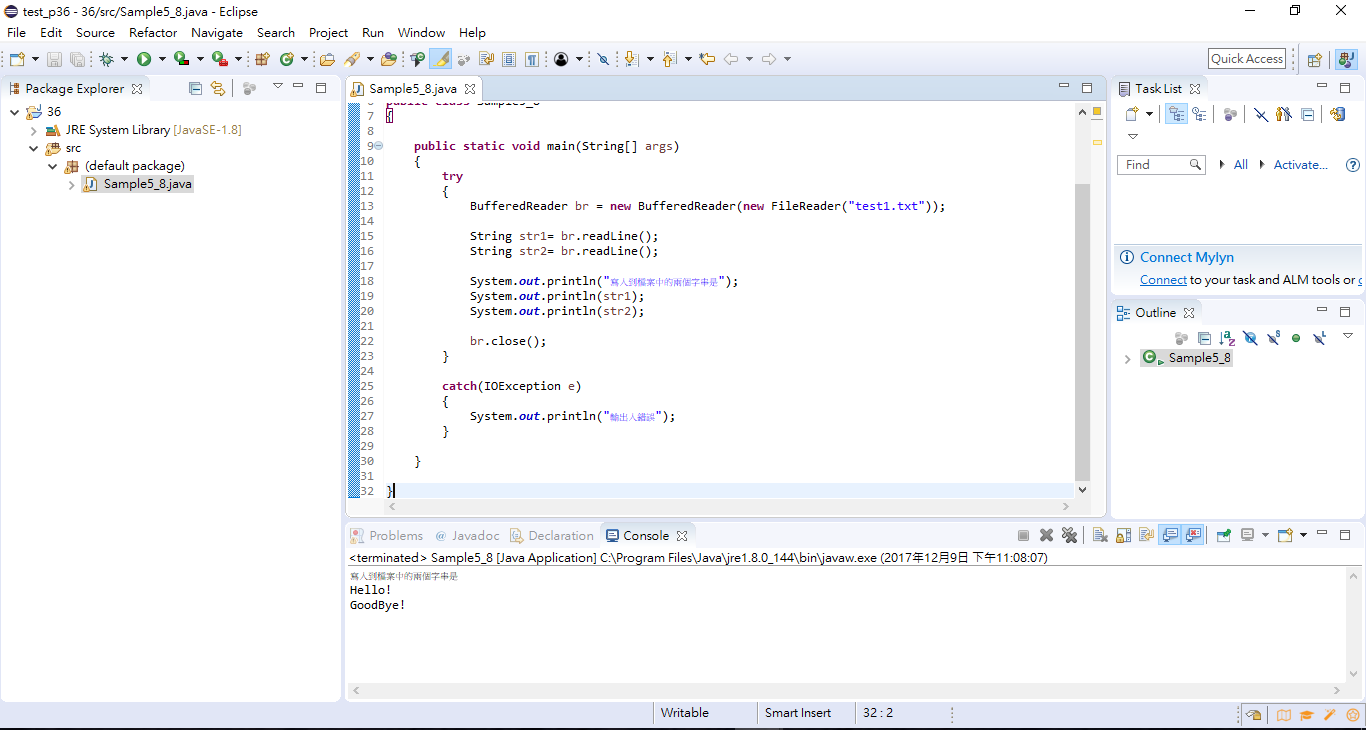 test_p36 - 36/src/Sample5_8.java - Eclipse
File Edit Source Refactor Navigate Search Project Run Window Help
Quick Access
Package Explorer
36
JRE System Library [JavaSE-1.8]
src
(default package)
Sample5_8.java
Sample5_8.java
public class Sample5_8
7 {
8
9 public static void main(String[] args)
10 {
11 try
12 {
13 BufferedReader br = new BufferedReader(new FileReader("test1.txt"));
14
15 String str1= br.readLine();
16 String str2= br.readLine();
17
18 System.out.println("寫入到檔案中的兩個字串是");
19 System.out.println(str1);
20 System.out.println(str2);
21
22 br.close();
23 }
24
25 catch(IOException e)
26 {
27 System.out.println("輸出入錯誤");
28 }
29
30 }
31
32 }
Task List
Find
All
Activate...
Connect Mylyn
Connect to your task and ALM tools or
Outline
Sample5_8
Problems @ Javadoc Declaration Console
<terminated> Sample5_8 [Java Application] C:\Program Files\Java\jre1.8.0_144\bin\javaw.exe (2017年12月9日 下午11:08:07)
寫入到檔案中的兩個字串是
Hello!
GoodBye!
Writable Smart Insert 32 : 2